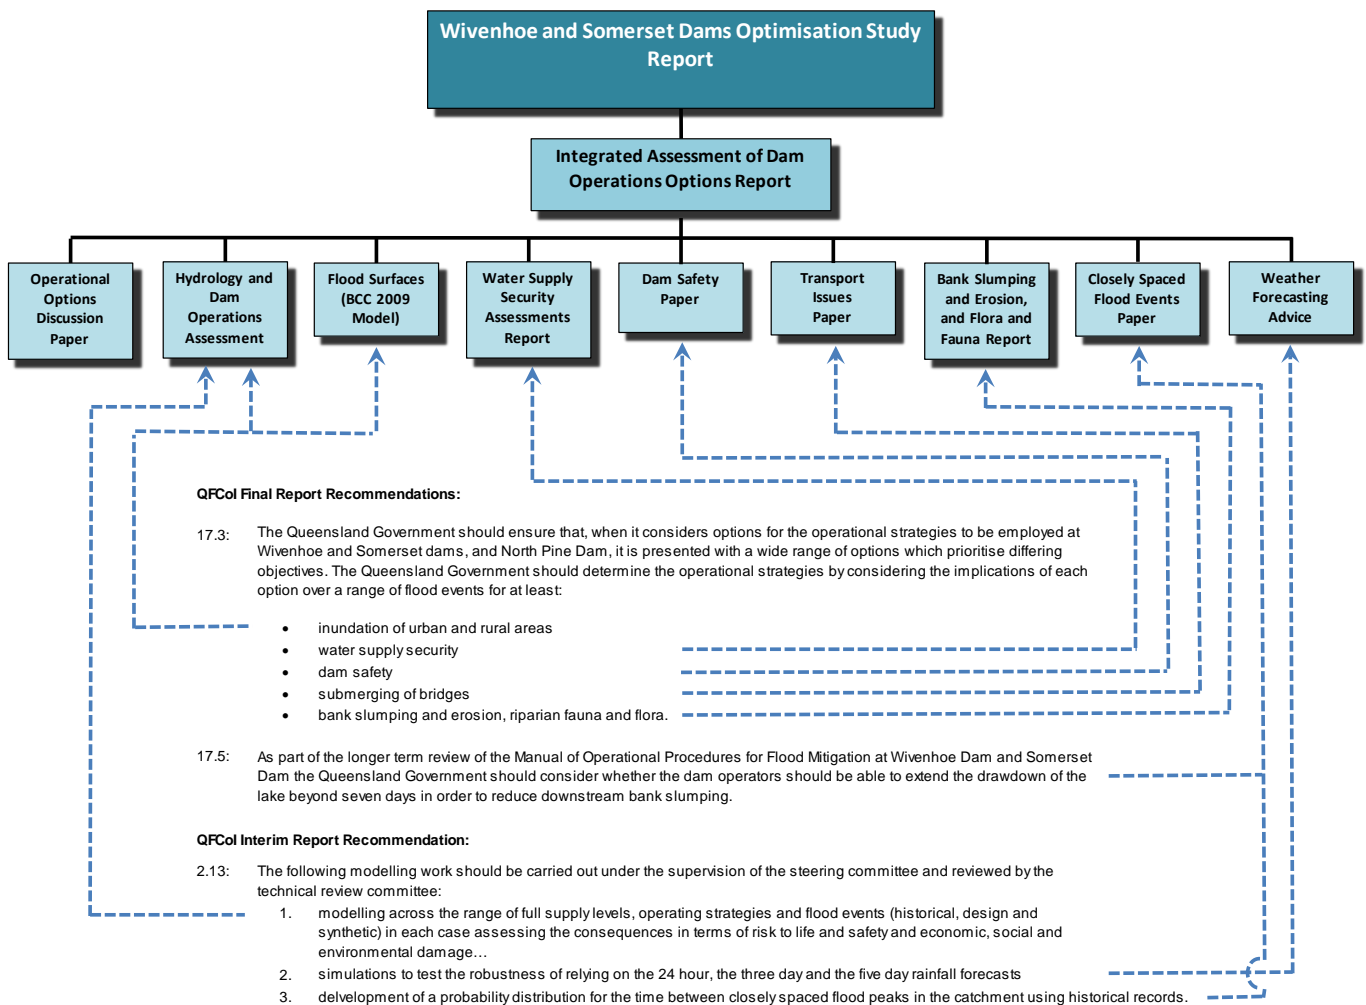 Wivenhoe and Somerset Dams Optimisation Study
Report
Integrated Assessment of Dam
Operations Options Report
Operational
Options
Discussion
Paper
Hydrology and
Dam
Operations
Assessment
Flood Surfaces
(BCC 2009
Model)
Water Supply
Security
Assessments
Report
Dam Safety
Paper
Transport
Issues
Paper
Bank Slumping
and Erosion,
and Flora and
Fauna Report
Closely Spaced
Flood Events
Paper
Weather
Forecasting
Advice
QFCoI Final Report Recommendations:
17.3: The Queensland Government should ensure that, when it considers options for the operational strategies to be employed at
Wivenhoe and Somerset dams, and North Pine Dam, it is presented with a wide range of options which prioritise differing
objectives. The Queensland Government should determine the operational strategies by considering the implications of each
option over a range of flood events for at least:
• inundation of urban and rural areas
• water supply security
• dam safety
• submerging of bridges
• bank slumping and erosion, riparian fauna and flora.
17.5: As part of the longer term review of the Manual of Operational Procedures for Flood Mitigation at Wivenhoe Dam and Somerset
Dam the Queensland Government should consider whether the dam operators should be able to extend the drawdown of the
lake beyond seven days in order to reduce downstream bank slumping.
QFCoI Interim Report Recommendation:
2.13: The following modelling work should be carried out under the supervision of the steering committee and reviewed by the
technical review committee:
1. modelling across the range of full supply levels, operating strategies and flood events (historical, design and
synthetic) in each case assessing the consequences in terms of risk to life and safety and economic, social and
environmental damage…
2. simulations to test the robustness of relying on the 24 hour, the three day and the five day rainfall forecasts
3. delvelopment of a probability distribution for the time between closely spaced flood peaks in the catchment using historical records.